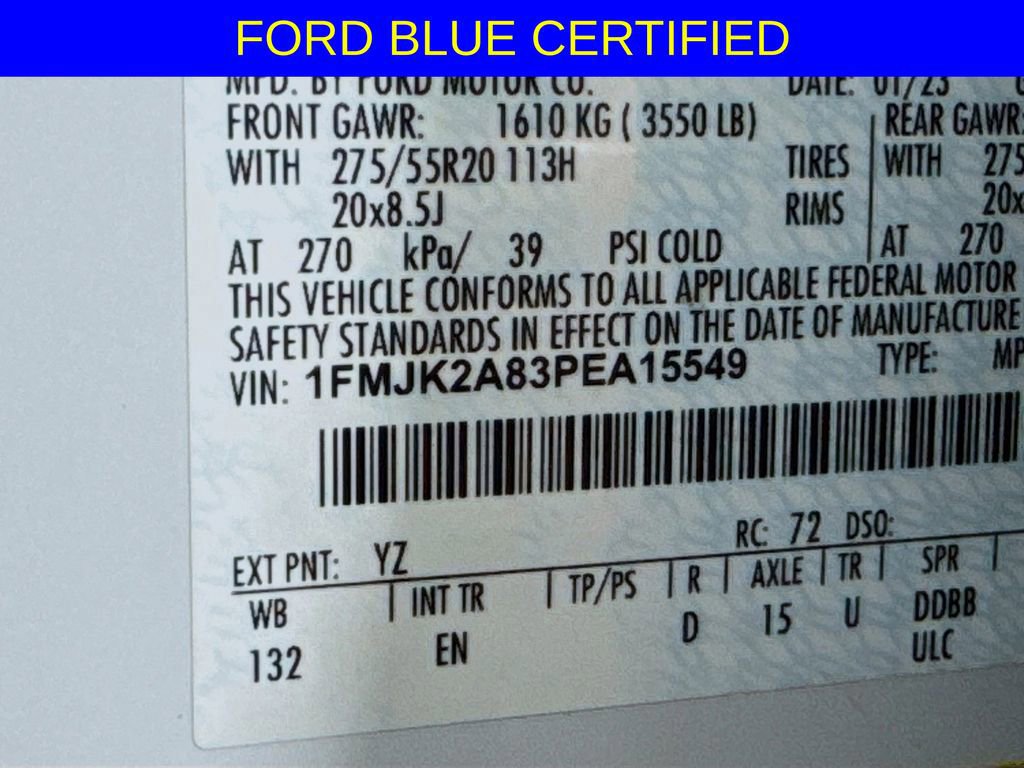 FORD BLUE CERTIFIED
MFD. BY FORD MOTOR CO. DATE: 01/23
FRONT GAWR: 1610 KG ( 3550 LB) REAR GAWR:
WITH 275/55R20 113H TIRES WITH 275
20x8.5J RIMS 20x
AT 270 kPa/ 39 PSI COLD AT 270
THIS VEHICLE CONFORMS TO ALL APPLICABLE FEDERAL MOTOR
SAFETY STANDARDS IN EFFECT ON THE DATE OF MANUFACTURE
VIN: 1FMJK2A83PEA15549 TYPE: MP
RC: 72 DSO:
EXT PNT: YZ
WB INT TR TP/PS R AXLE TR SPR
132 EN D 15 U DDBB
ULC